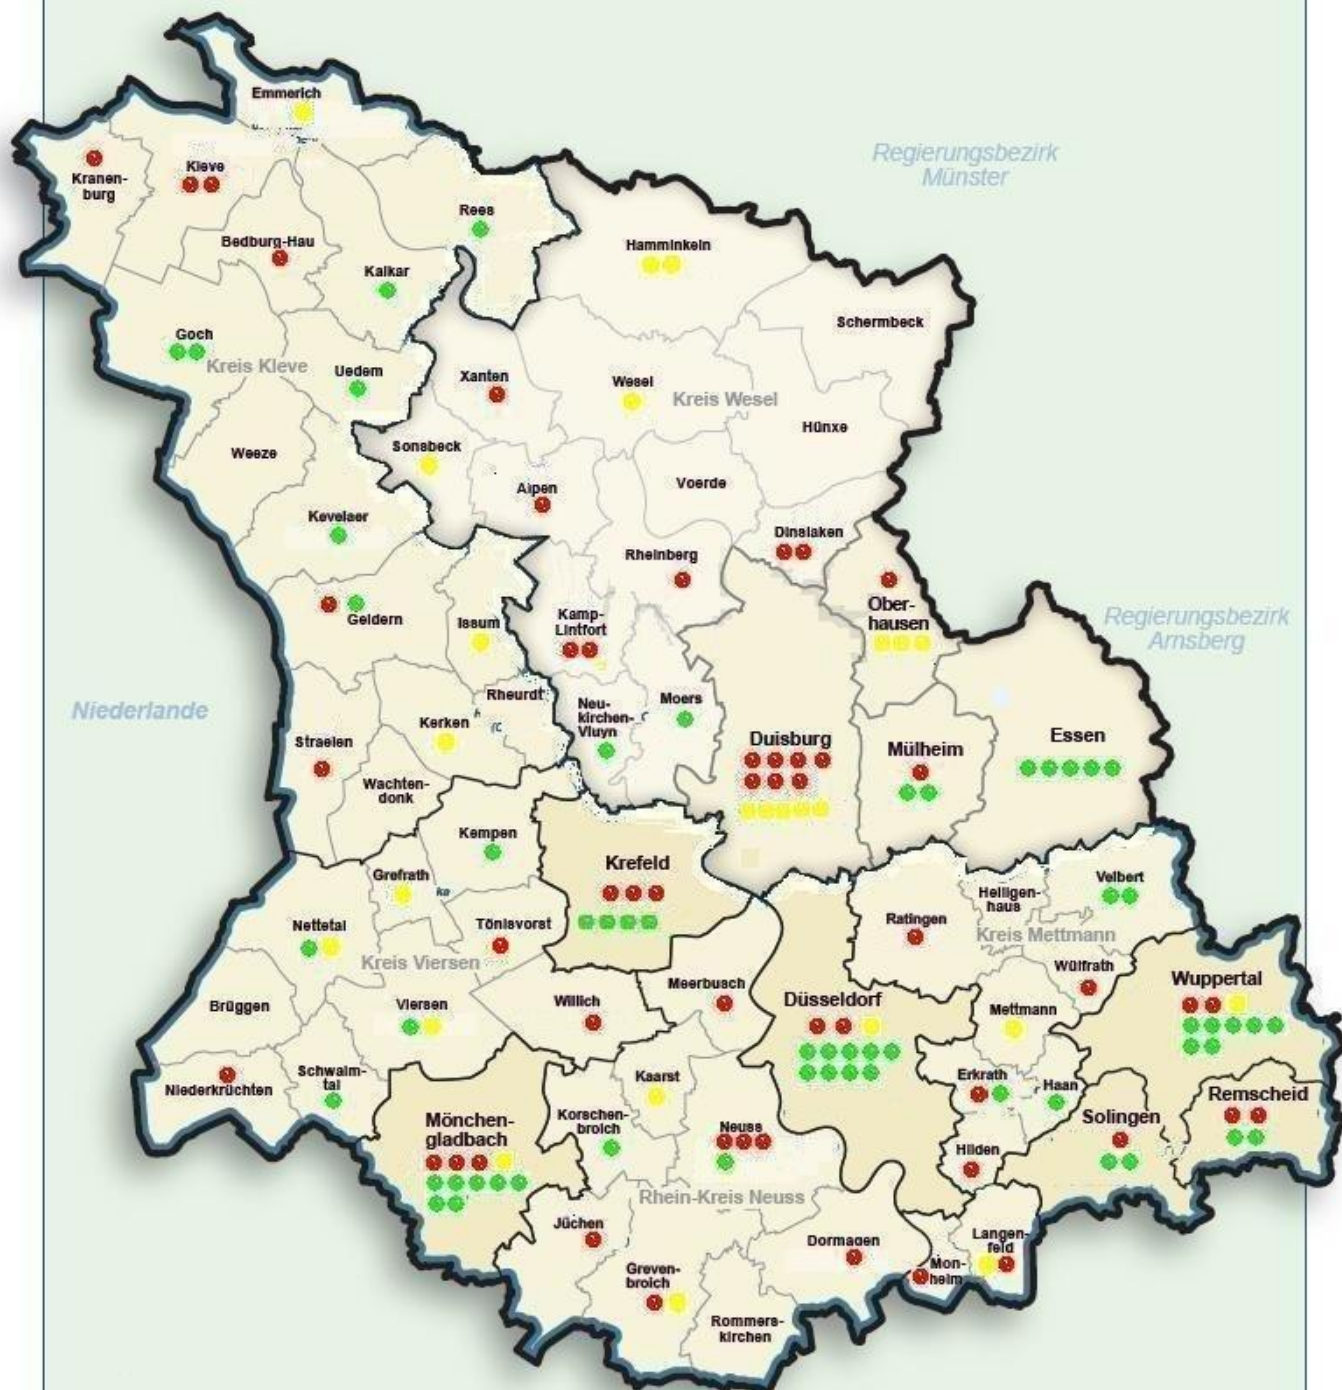 Emmerich
Regierungsbezirk
Münster
Kranen-
burg
Kleve
Rees
Bedburg-Hau
Hamminkeln
Kalkar
Schermbeck
Goch
Kreis Kleve
Uedem
Xanten
Wesel
Kreis Wesel
Hünxe
Weeze
Sonsbeck
Alpen
Voerde
Kevelaer
Dinslaken
Rheinberg
Geldern
Issum
Kamp-
Lintfort
Ober-
hausen
Regierungsbezirk
Arnsberg
Niederlande
Rheurdt
Neu-
kirchen-
Vluyn
Moers
Kerken
Straelen
Duisburg
Mülheim
Essen
Wachten-
donk
Kempen
Krefeld
Grefrath
Velbert
Heiligen-
haus
Nettetal
Tönisvorst
Ratingen
Kreis Mettmann
Kreis Viersen
Wülfrath
Wuppertal
Meerbusch
Düsseldorf
Brüggen
Viersen
Willich
Mettmann
Niederkrüchten
Schwalm-
tal
Kaarst
Erkrath
Haan
Remscheid
Mönchen-
gladbach
Korschen-
broich
Neuss
Solingen
Hilden
Rhein-Kreis Neuss
Jüchen
Dormagen
Langen-
feld
Mon-
heim
Greven-
broich
Rommers-
kirchen